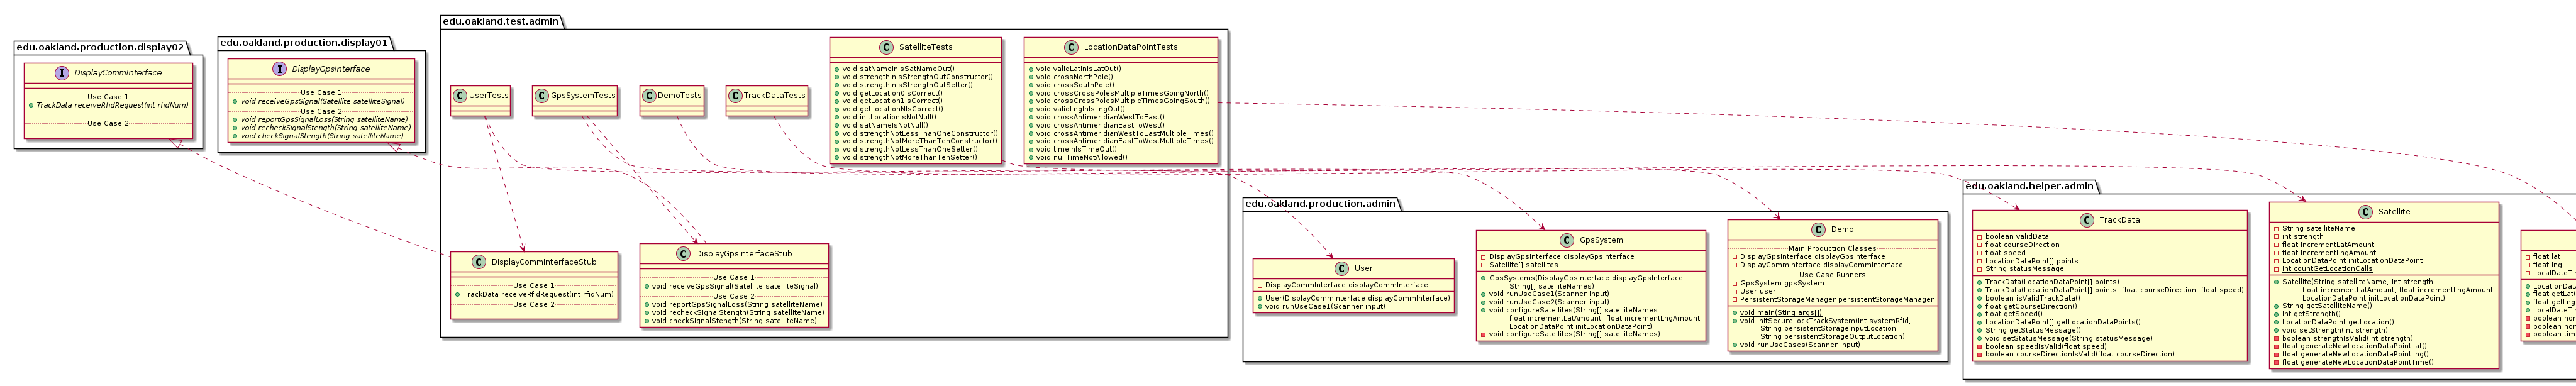 edu.oakland.production.display02
I DisplayCommInterface
Use Case 1
TrackData receiveRfidRequest(int rfidNum)
Use Case 2
edu.oakland.production.display01
I DisplayGpsInterface
Use Case 1
void receiveGpsSignal(Satellite satelliteSignal)
Use Case 2
void reportGpsSignalLoss(String satelliteName)
void recheckSignalStength(String satelliteName)
void checkSignalStength(String satelliteName)
edu.oakland.test.admin
C UserTests
C GpsSystemTests
C DemoTests
C TrackDataTests
C SatelliteTests
void satNameInIsSatNameOut()
void strengthInIsStrengthOutConstructor()
void strengthInIsStrengthOutSetter()
void getLocation0IsCorrect()
void getLocation1IsCorrect()
void getLocationNIsCorrect()
void initLocationIsNotNull()
void satNameIsNotNull()
void strengthNotLessThanOneConstructor()
void strengthNotMoreThanTenConstructor()
void strengthNotLessThanOneSetter()
void strengthNotMoreThanTenSetter()
C LocationDataPointTests
void validLatInIsLatOut()
void crossNorthPole()
void crossSouthPole()
void crossCrossPolesMultipleTimesGoingNorth()
void crossCrossPolesMultipleTimesGoingSouth()
void validLngInIsLngOut()
void crossAntimeridianWestToEast()
void crossAntimeridianEastToWest()
void crossAntimeridianWestToEastMultipleTimes()
void crossAntimeridianEastToWestMultipleTimes()
void timeInIsTimeOut()
void nullTimeNotAllowed()
C DisplayCommInterfaceStub
Use Case 1
TrackData receiveRfidRequest(int rfidNum)
Use Case 2
C DisplayGpsInterfaceStub
Use Case 1
void receiveGpsSignal(Satellite satelliteSignal)
Use Case 2
void reportGpsSignalLoss(String satelliteName)
void recheckSignalStength(String satelliteName)
void checkSignalStength(String satelliteName)
edu.oakland.production.admin
C User
DisplayCommInterface displayCommInterface
User(DisplayCommInterface displayCommInterface)
void runUseCase1(Scanner input)
C GpsSystem
DisplayGpsInterface displayGpsInterface
Satellite[] satellites
GpsSystems(DisplayGpsInterface displayGpsInterface,
String[] satelliteNames)
void runUseCase1(Scanner input)
void runUseCase2(Scanner input)
void configureSatellites(String[] satelliteNames
float incrementLatAmount, float incrementLngAmount,
LocationDataPoint initLocationDataPoint)
void configureSatellites(String[] satelliteNames)
C Demo
Main Production Classes
DisplayGpsInterface displayGpsInterface
DisplayCommInterface displayCommInterface
Use Case Runners
GpsSystem gpsSystem
User user
PersistentStorageManager persistentStorageManager
void main(Sting args[])
void initSecureLockTrackSystem(int systemRfid,
String persistentStorageInputLocation,
String persistentStorageOutputLocation)
void runUseCases(Scanner input)
edu.oakland.helper.admin
C TrackData
boolean validData
float courseDirection
float speed
LocationDataPoint[] points
String statusMessage
TrackData(LocationDataPoint[] points)
TrackData(LocationDataPoint[] points, float courseDirection, float speed)
boolean isValidTrackData()
float getCourseDirection()
float getSpeed()
LocationDataPoint[] getLocationDataPoints()
String getStatusMessage()
void setStatusMessage(String statusMessage)
boolean speedIsValid(float speed)
boolean courseDirectionIsValid(float courseDirection)
C Satellite
String satelliteName
int strength
float incrementLatAmount
float incrementLngAmount
LocationDataPoint initLocationDataPoint
int countGetLocationCalls
Satellite(String satelliteName, int strength,
float incrementLatAmount, float incrementLngAmount,
LocationDataPoint initLocationDataPoint)
String getSatelliteName()
int getStrength()
LocationDataPoint getLocation()
void setStrength(int strength)
boolean strengthIsValid(int strength)
float generateNewLocationDataPointLat()
float generateNewLocationDataPointLng()
float generateNewLocationDataPointTime()
float lat
float lng
LocalDateTin
LocationData
float getLat(
float getLng
LocalDateTin
boolean nor
boolean nor
boolean tim